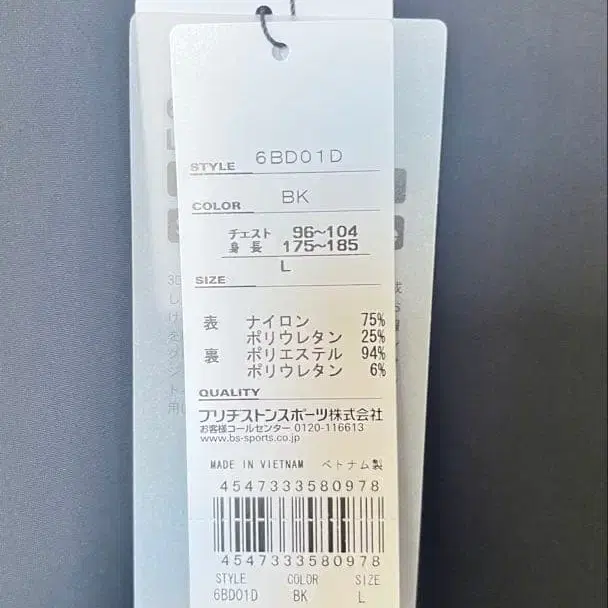 STYLE 6BD01D
COLOR BK
チェスト 96~104
身長 175~185
L
SIZE
表 ナイロン 75%
ポリウレタン 25%
裏 ポリエステル 94%
ポリウレタン 6%
QUALITY
ブリヂストンスポーツ株式会社
お客様コールセンター 0120-116613
www.bs-sports.co.jp
MADE IN VIETNAM ベトナム製
4547333580978
4547333580978
STYLE COLOR SIZE
6BD01D BK L